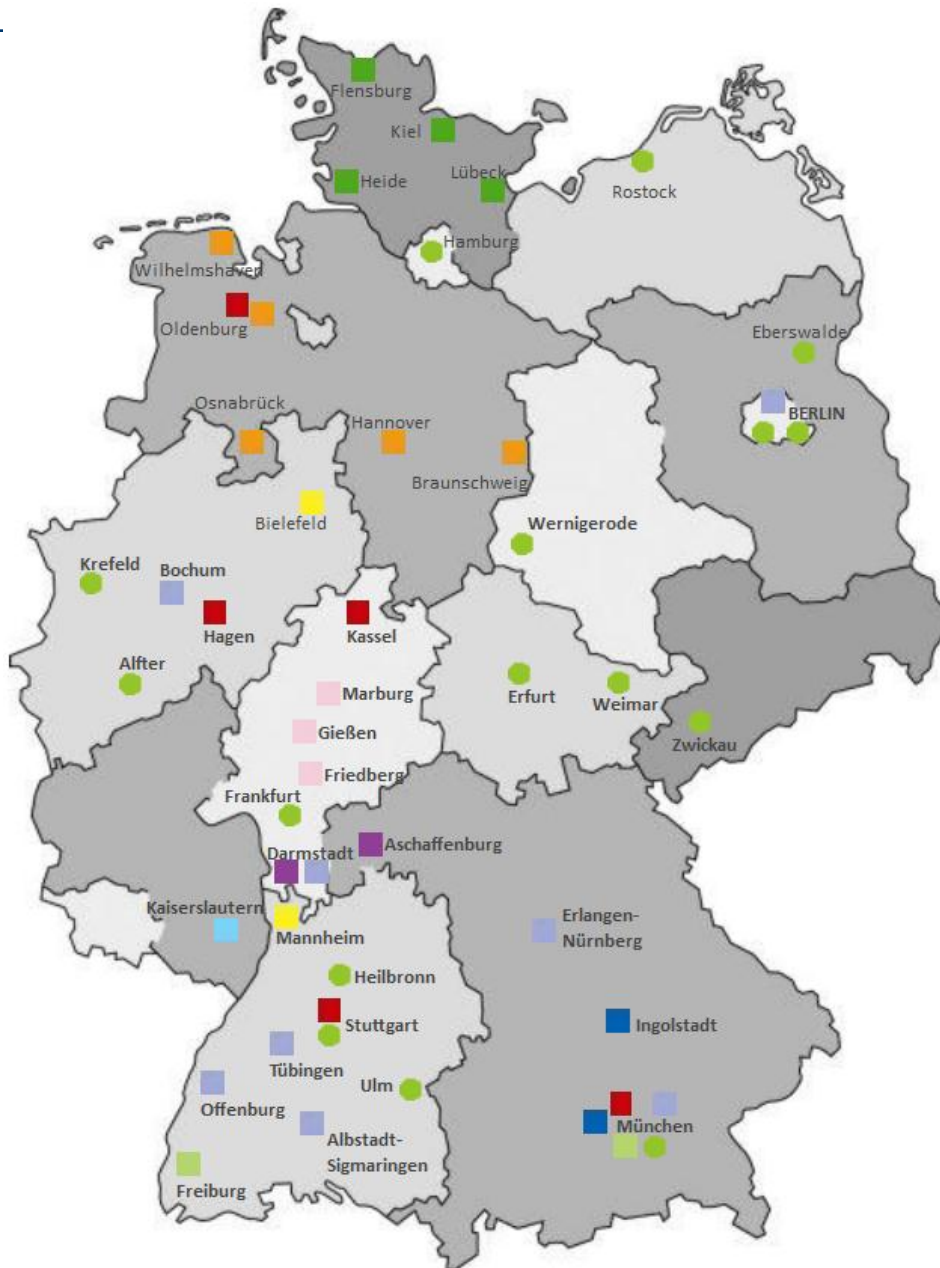 Flensburg
Kiel
Heide
Lübeck
Rostock
Hamburg
Wilhelmshaven
Oldenburg
Eberswalde
Osnabrück
Hannover
BERLIN
Braunschweig
Bielefeld
Wernigerode
Krefeld
Bochum
Hagen
Kassel
Alfter
Marburg
Erfurt
Weimar
Gießen
Zwickau
Friedberg
Frankfurt
Darmstadt
Aschaffenburg
Kaiserslautern
Mannheim
Erlangen-
Nürnberg
Heilbronn
Stuttgart
Ingolstadt
Tübingen
Ulm
Offenburg
München
Albstadt-
Sigmaringen
Freiburg